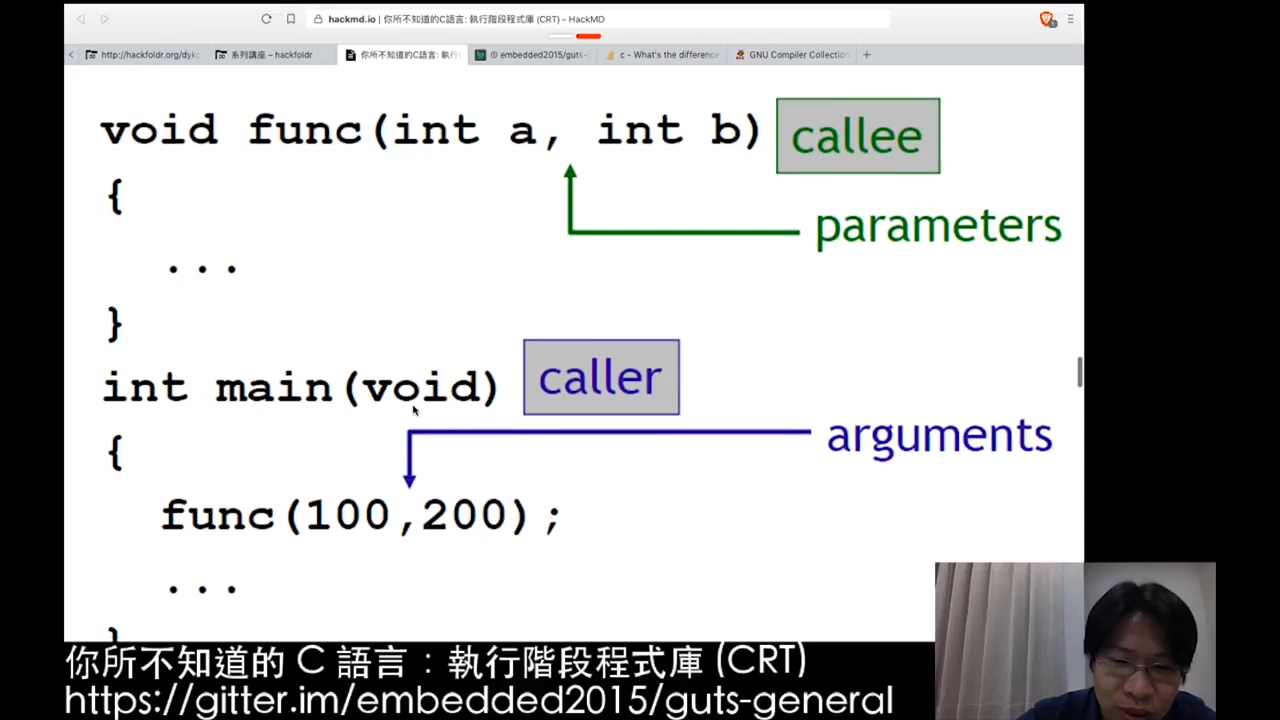 hackmd.io | 你所不知道的C語言: 執行階段程式庫 (CRT) – HackMD
http://hackfoldr.org/dykc
系列講座 – hackfoldr
你所不知道的C語言: 執行
embedded2015/guts-
c - What's the difference
GNU Compiler Collection
void func(int a, int b)
callee
{
parameters
...
}
int main(void)
caller
{
arguments
func(100,200);
...
}
你所不知道的 C 語言：執行階段程式庫 (CRT)
https://gitter.im/embedded2015/guts-general